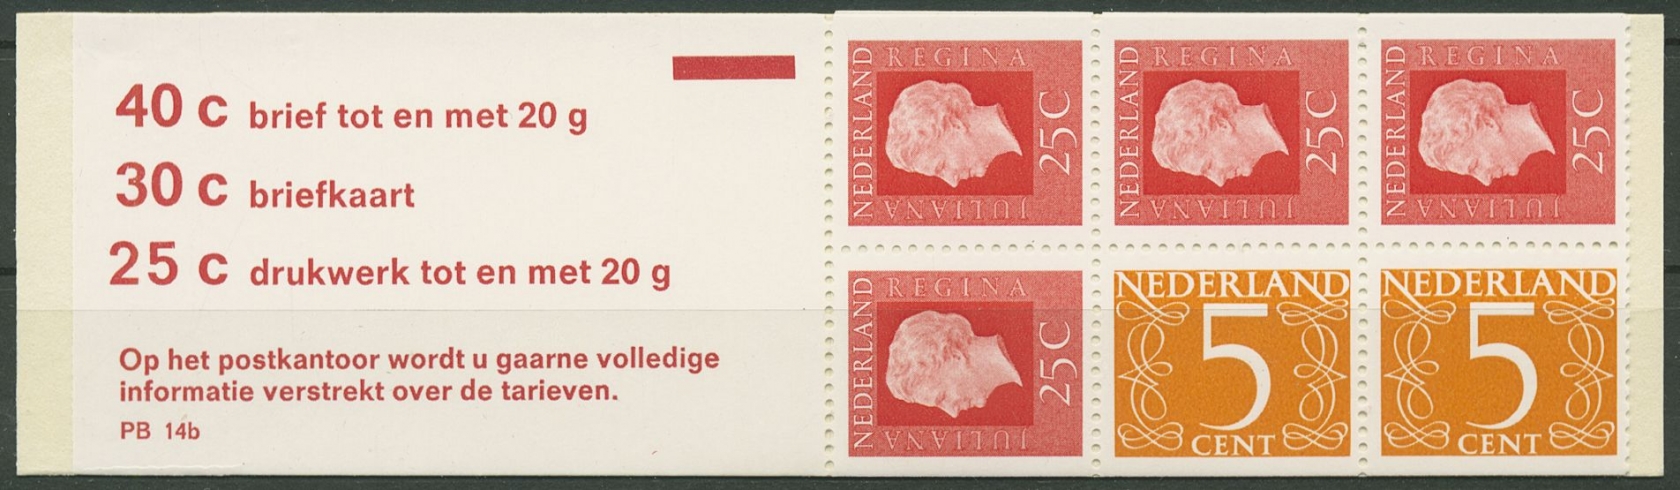 40 c brief tot en met 20 g
30 c briefkaart
25 c drukwerk tot en met 20 g
Op het postkantoor wordt u gaarne volledige
informatie verstrekt over de tarieven.
PB 14b
NEDERLAND
REGINA
25C
JULIANA
NEDERLAND
REGINA
25C
JULIANA
NEDERLAND
REGINA
25C
JULIANA
NEDERLAND
REGINA
25C
JULIANA
NEDERLAND
5
CENT
NEDERLAND
5
CENT